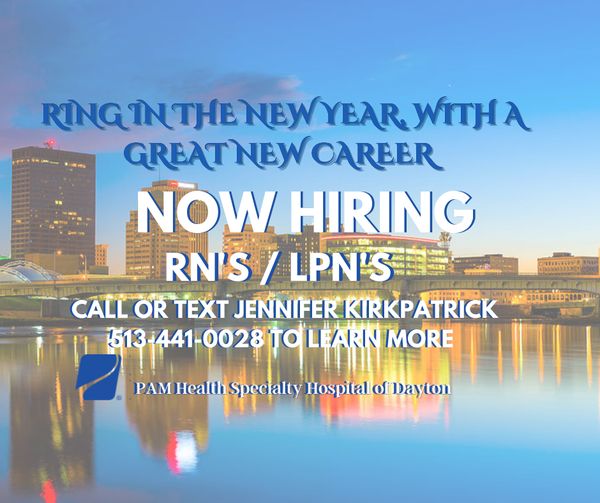 RING IN THE NEW YEAR, WITH A
GREAT NEW CAREER
NOW HIRING
RN'S / LPN'S
CALL OR TEXT JENNIFER KIRKPATRICK
513-441-0028 TO LEARN MORE
PAM Health Specialty Hospital of Dayton
®